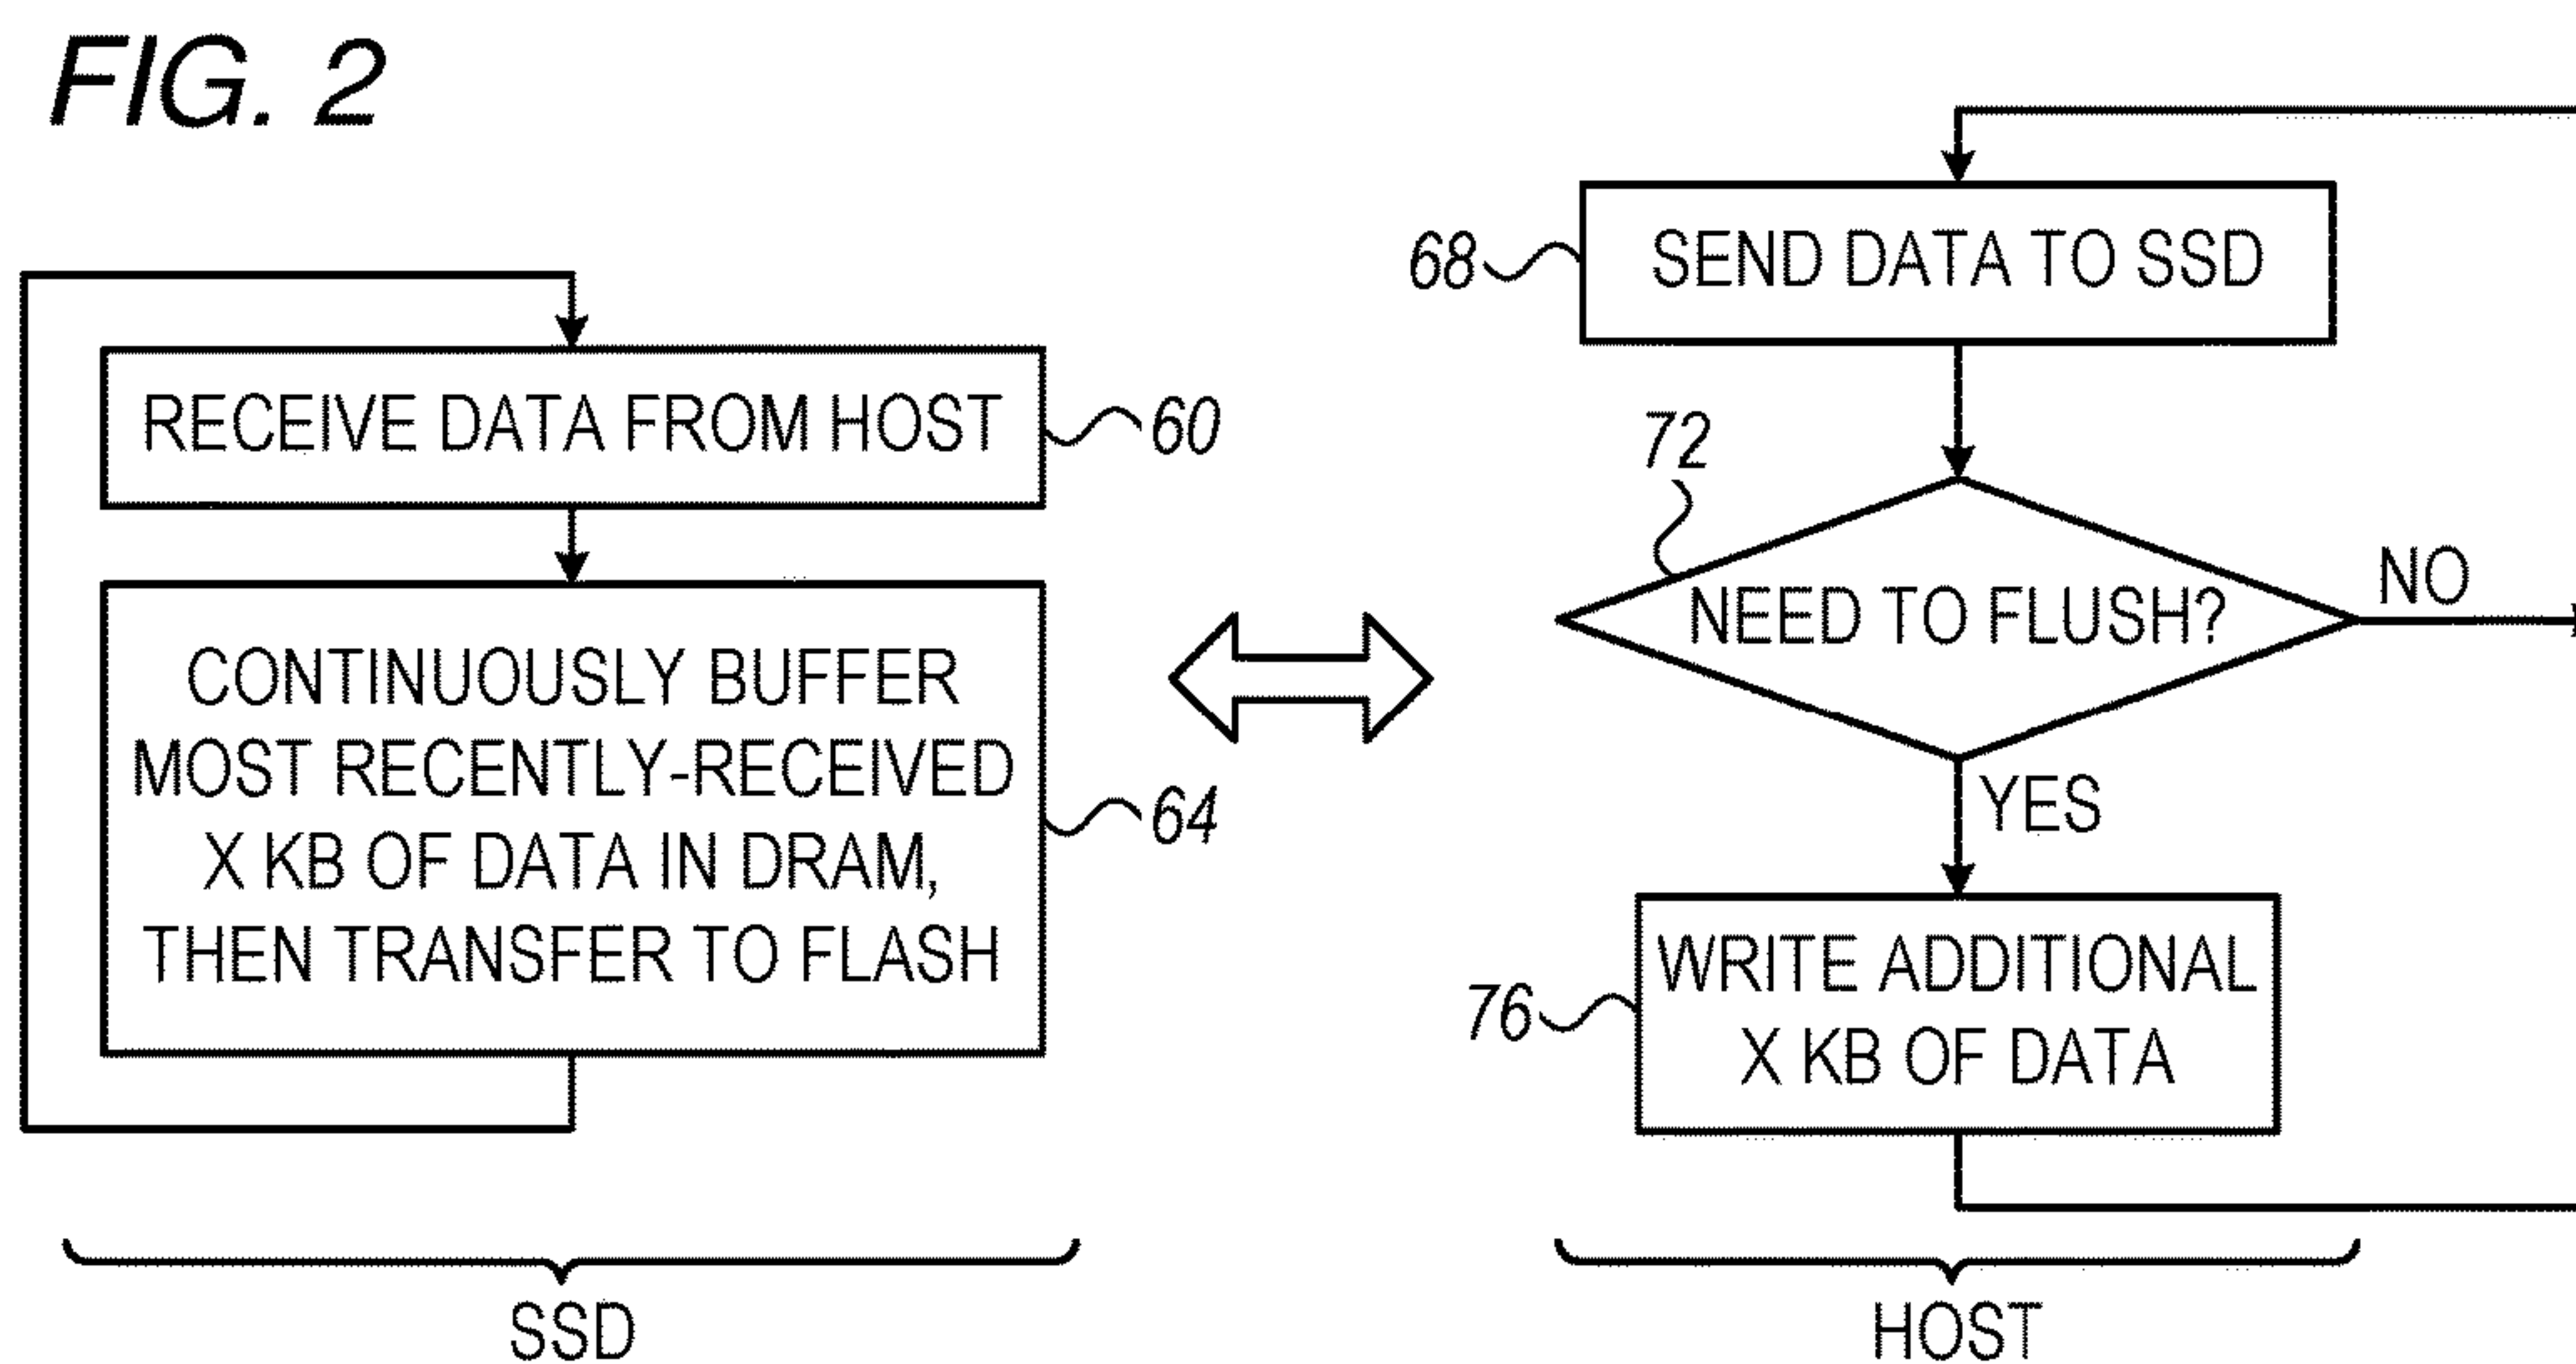 FIG. 2
RECEIVE DATA FROM HOST
60
CONTINUOUSLY BUFFER
MOST RECENTLY-RECEIVED
X KB OF DATA IN DRAM,
THEN TRANSFER TO FLASH
64
SSD
68
SEND DATA TO SSD
72
NEED TO FLUSH?
NO
YES
76
WRITE ADDITIONAL
X KB OF DATA
HOST